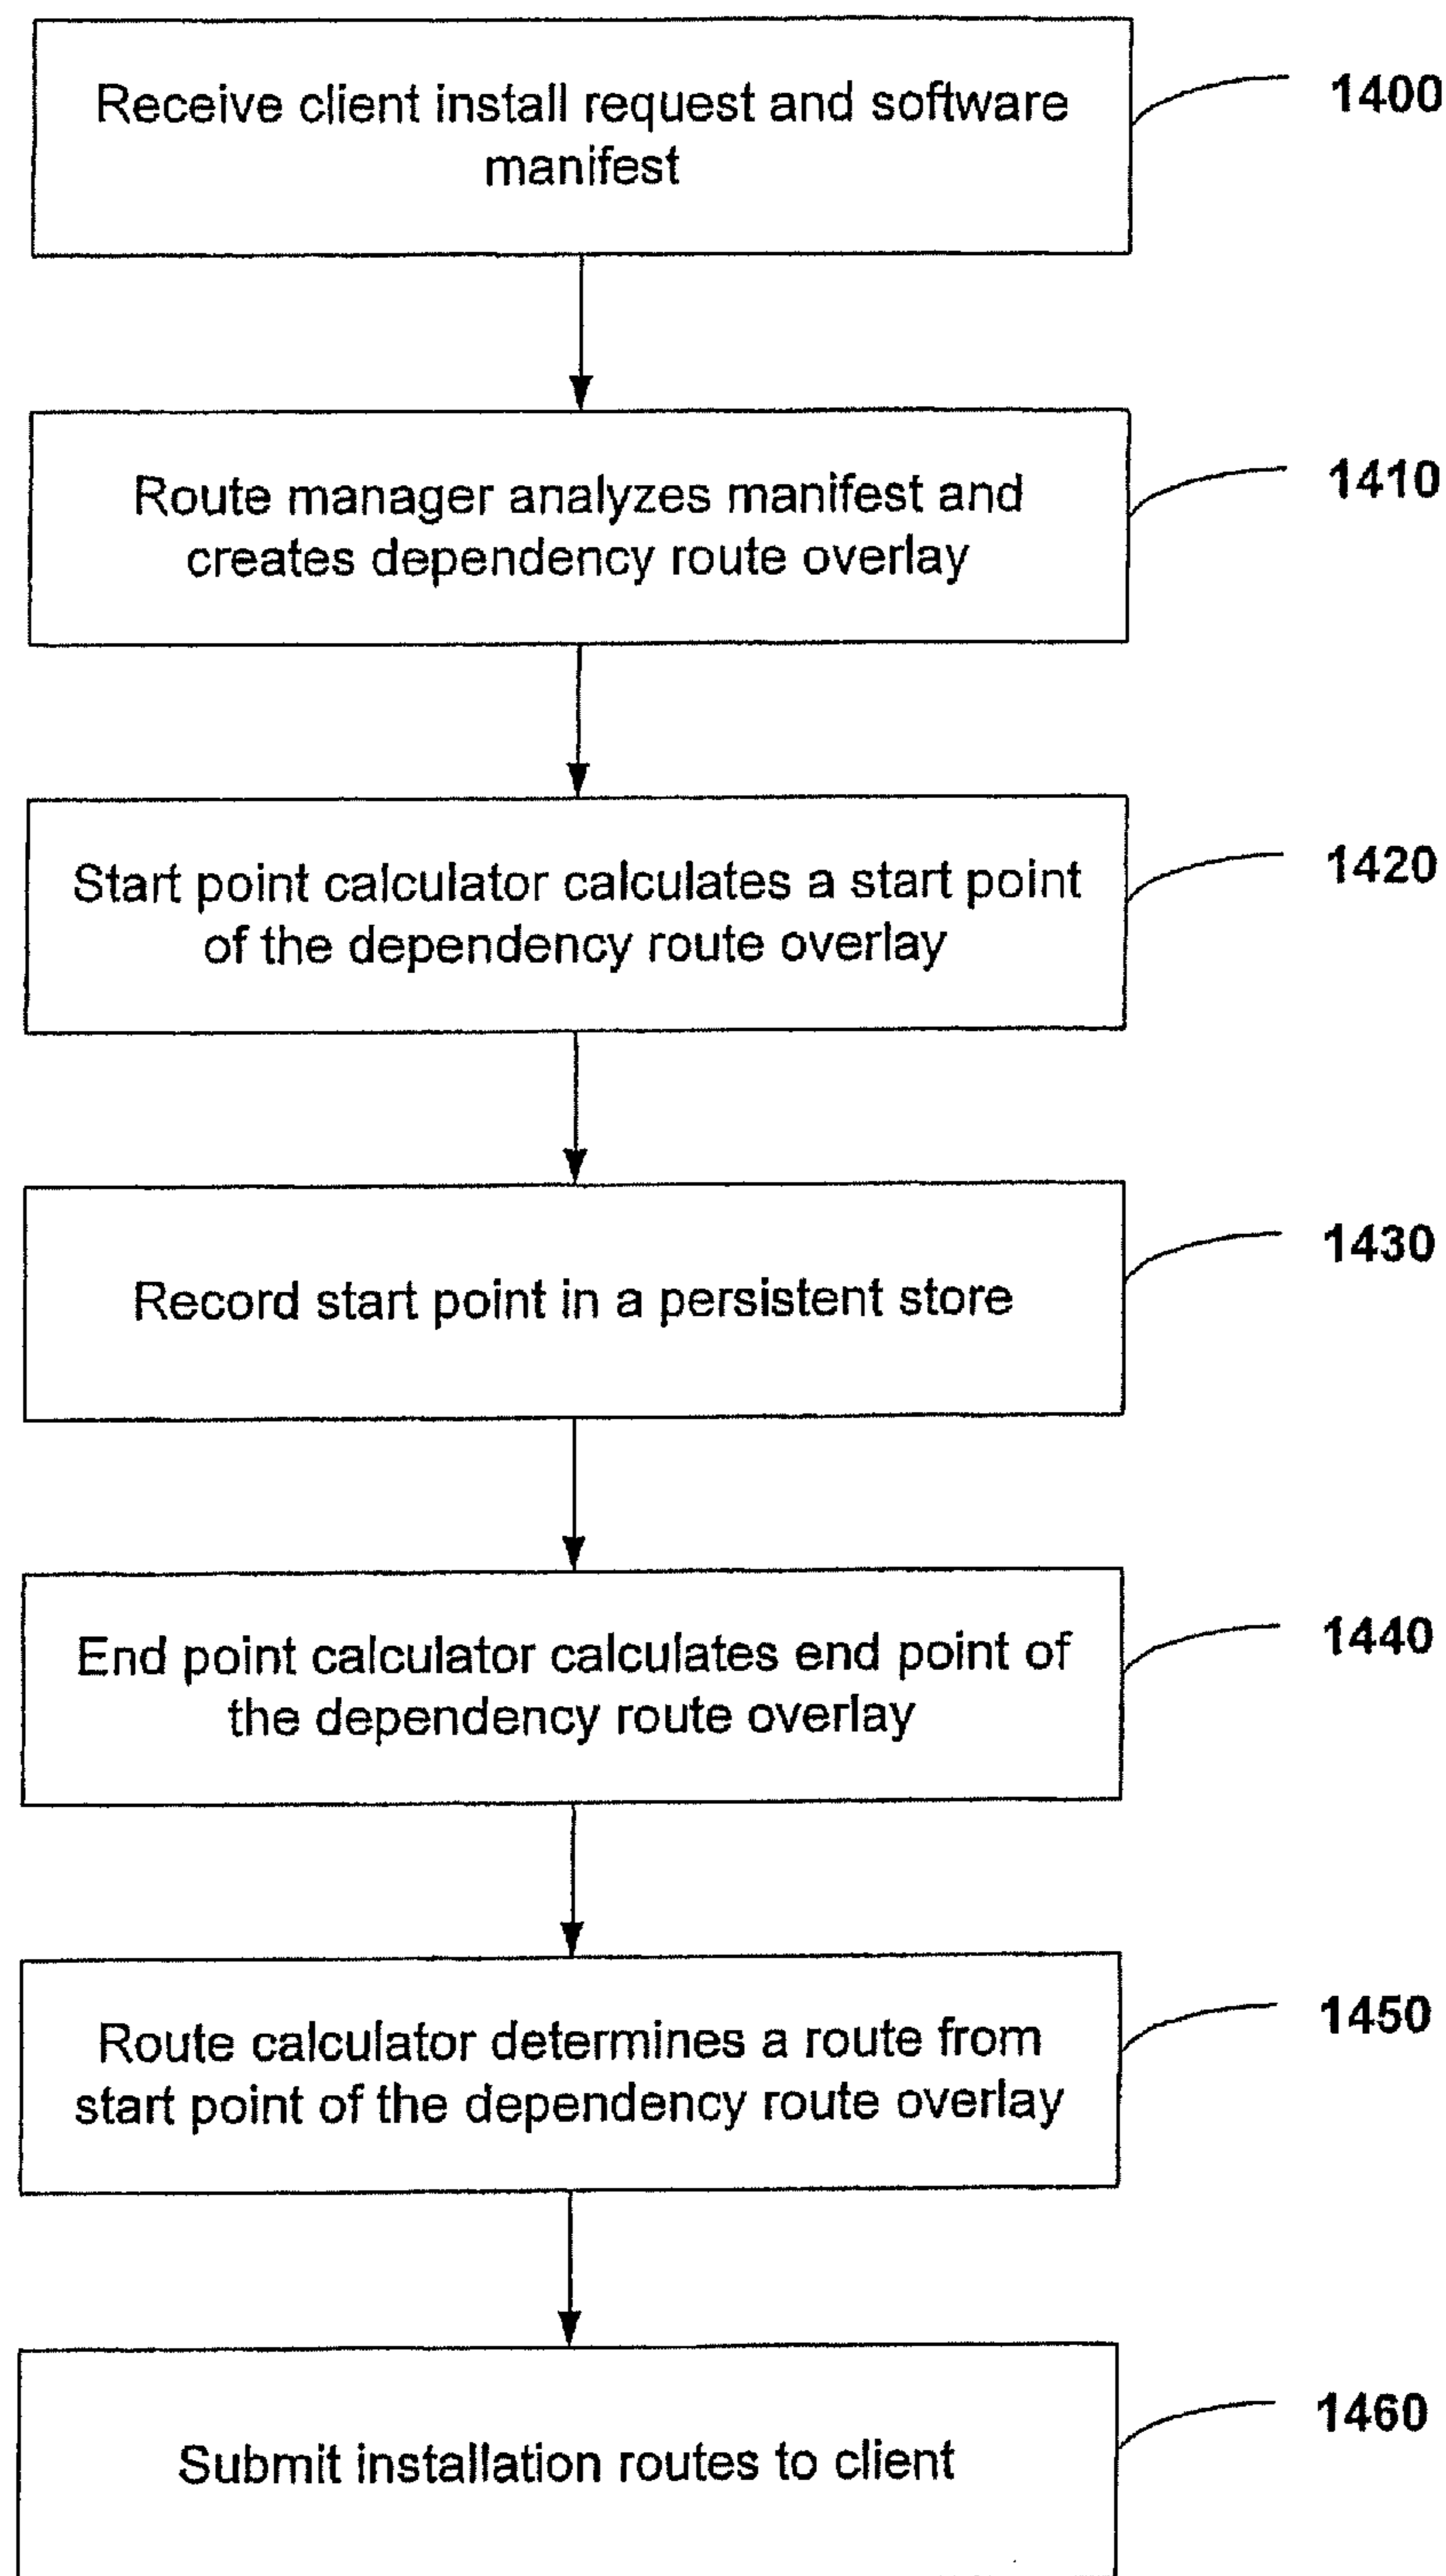 Receive client install request and software
manifest
1400
Route manager analyzes manifest and
creates dependency route overlay
1410
Start point calculator calculates a start point
of the dependency route overlay
1420
Record start point in a persistent store
1430
End point calculator calculates end point of
the dependency route overlay
1440
Route calculator determines a route from
start point of the dependency route overlay
1450
Submit installation routes to client
1460